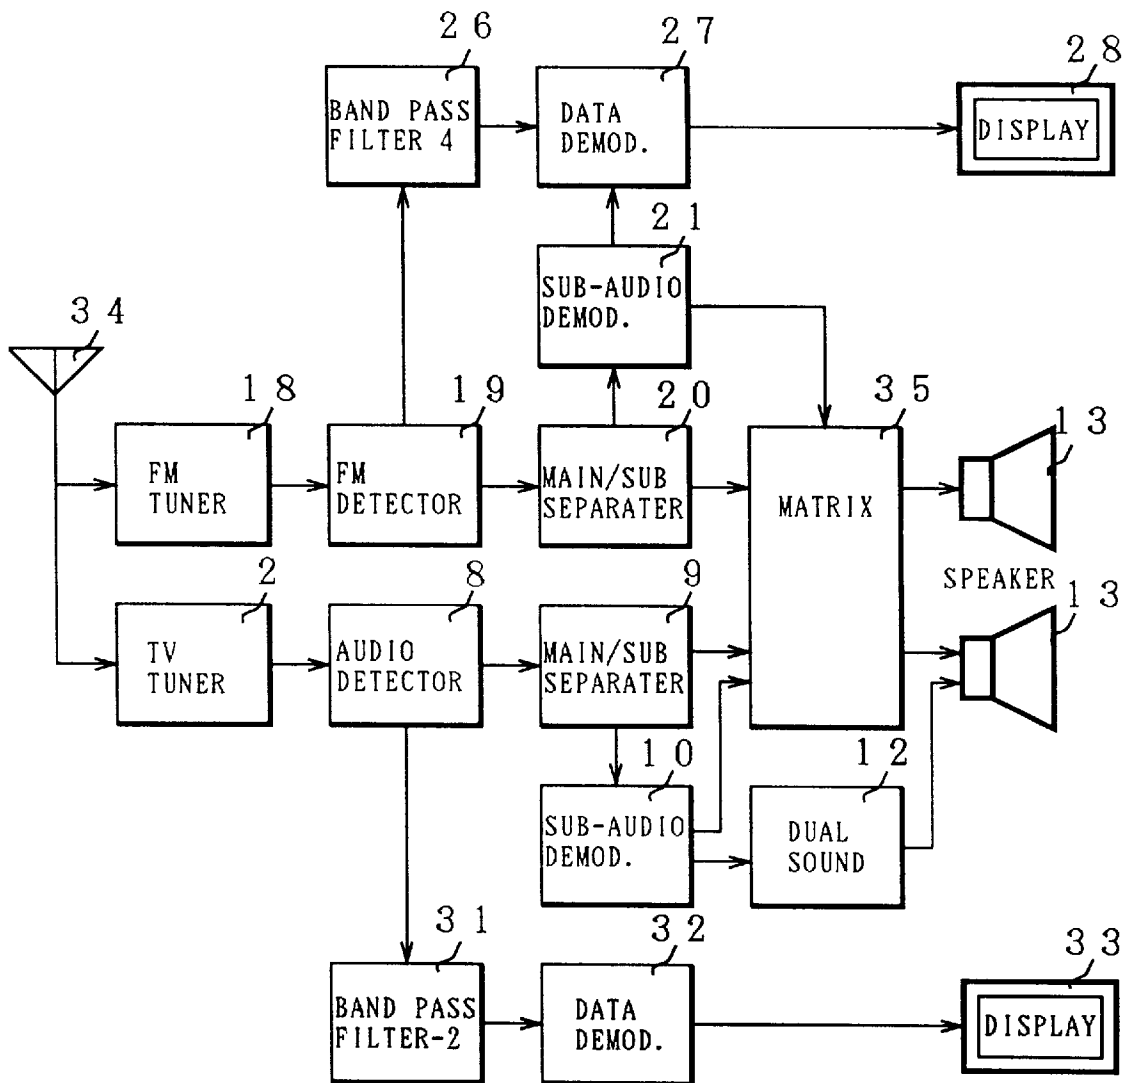 26
27
28
BAND PASS
FILTER 4
DATA
DEMOD.
DISPLAY
21
SUB-AUDIO
DEMOD.
34
18
19
20
35
13
FM
TUNER
FM
DETECTOR
MAIN/SUB
SEPARATER
MATRIX
SPEAKER
2
8
9
13
TV
TUNER
AUDIO
DETECTOR
MAIN/SUB
SEPARATER
10
12
SUB-AUDIO
DEMOD.
DUAL
SOUND
31
32
33
BAND PASS
FILTER-2
DATA
DEMOD.
DISPLAY